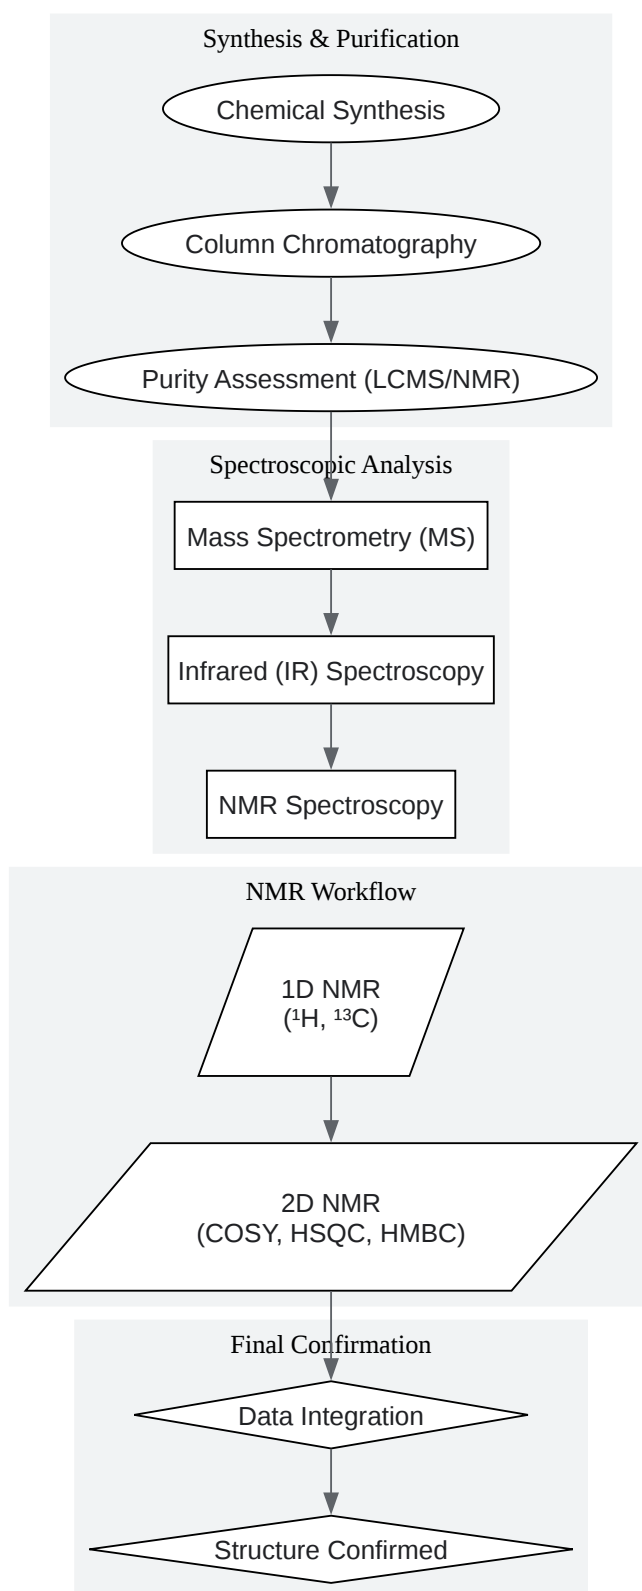 Synthesis & Purification
Chemical Synthesis
Column Chromatography
Purity Assessment (LCMS/NMR)
Spectroscopic Analysis
Mass Spectrometry (MS)
Infrared (IR) Spectroscopy
NMR Spectroscopy
NMR Workflow
1D NMR
(¹H, ¹³C)
2D NMR
(COSY, HSQC, HMBC)
Final Confirmation
Data Integration
Structure Confirmed